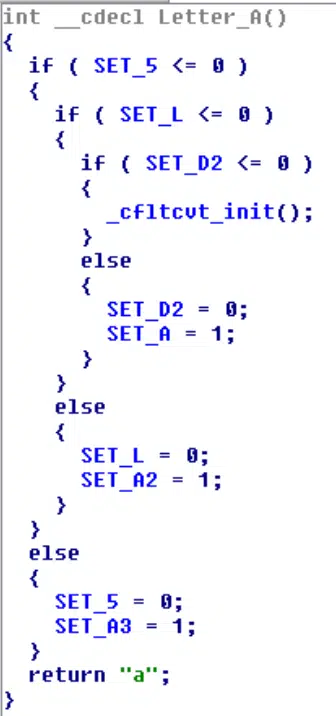 int __cdecl Letter_A()
{
  if ( SET_5 <= 0 )
  {
    if ( SET_L <= 0 )
    {
      if ( SET_D2 <= 0 )
      {
        _cfltcvt_init();
      }
      else
      {
        SET_D2 = 0;
        SET_A = 1;
      }
    }
    else
    {
      SET_L = 0;
      SET_A2 = 1;
    }
  }
  else
  {
    SET_5 = 0;
    SET_A3 = 1;
  }
  return "a";
}